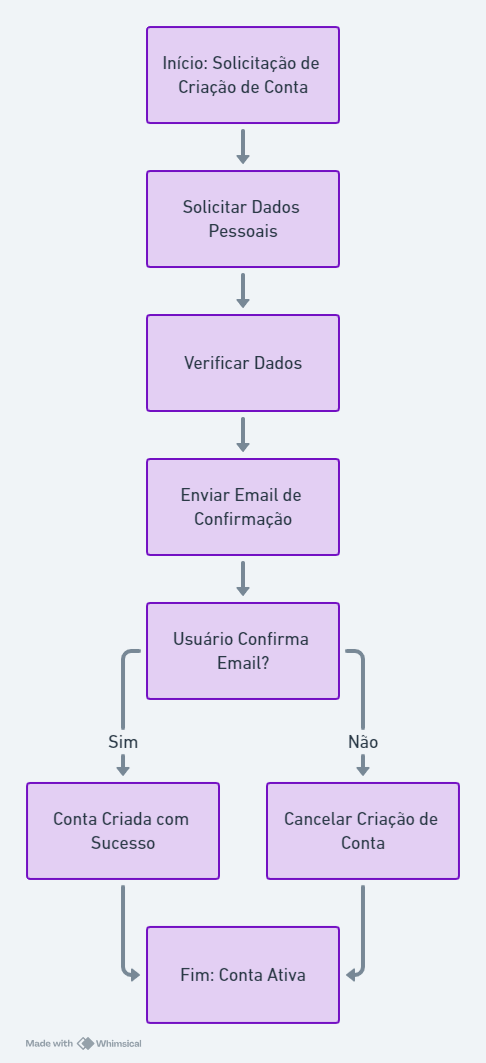 Início: Solicitação de
Criação de Conta
Solicitar Dados
Pessoais
Verificar Dados
Enviar Email de
Confirmação
Usuário Confirma
Email?
Sim
Não
Conta Criada com
Sucesso
Cancelar Criação de
Conta
Fim: Conta Ativa
Made with Whimsical